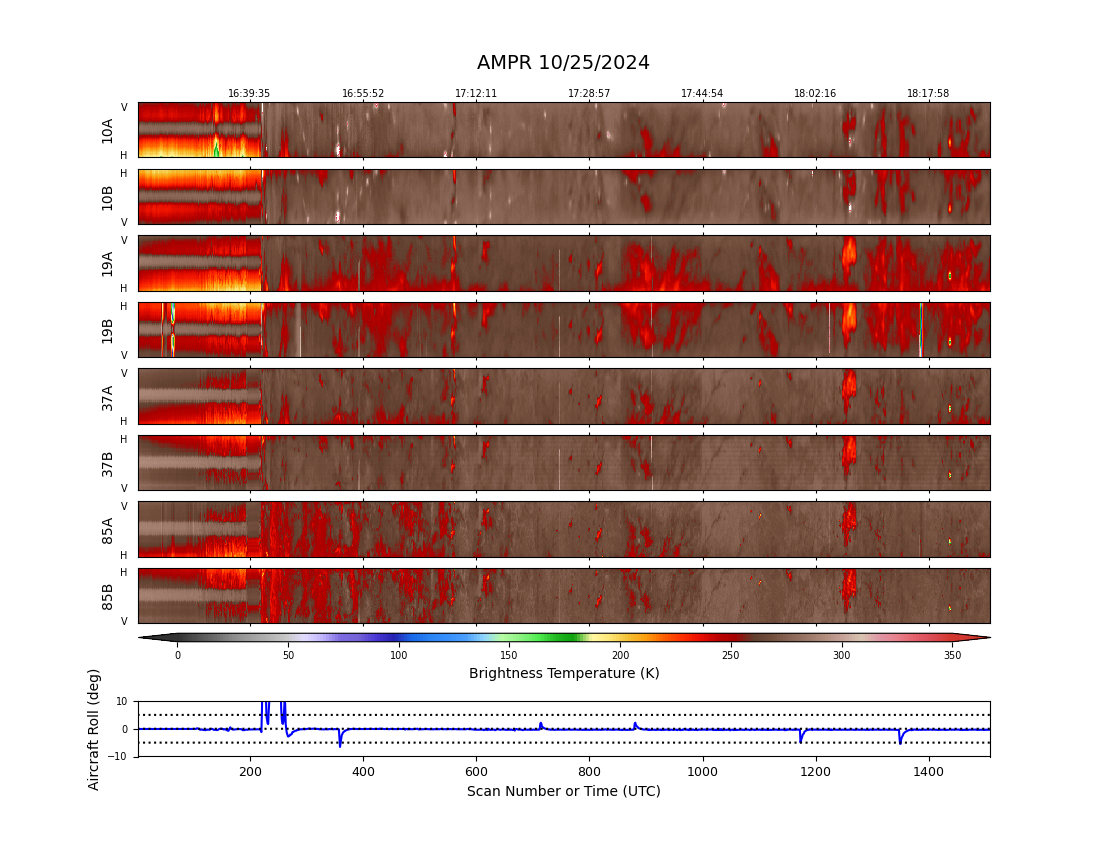 AMPR 10/25/2024
16:39:35 16:55:52 17:12:11 17:28:57 17:44:54 18:02:16 18:17:58
V
10A
H
H
10B
V
V
19A
H
H
19B
V
V
37A
H
H
37B
V
V
85A
H
H
85B
V
0 50 100 150 200 250 300 350
Brightness Temperature (K)
Aircraft Roll (deg)
10
0
−10
200 400 600 800 1000 1200 1400
Scan Number or Time (UTC)